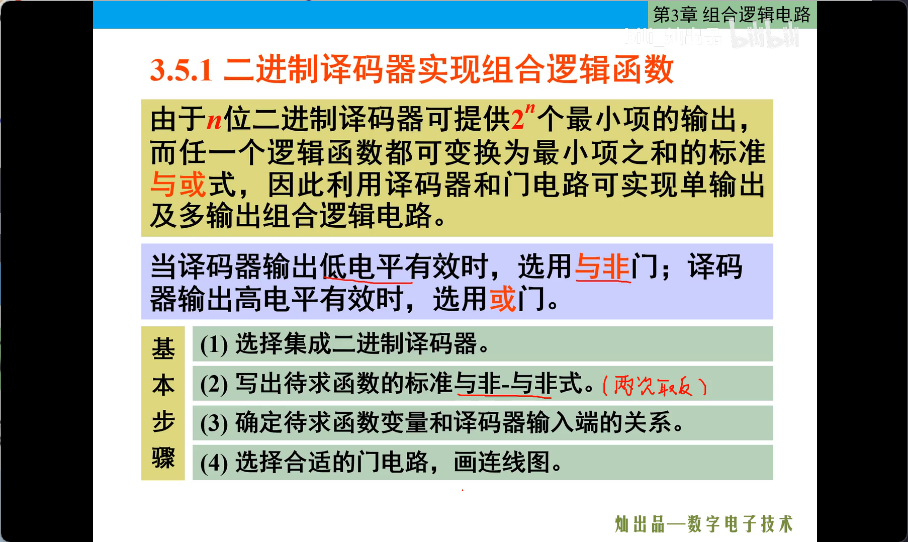 第3章 组合逻辑电路
bilibili
3.5.1 二进制译码器实现组合逻辑函数
由于n位二进制译码器可提供2ⁿ个最小项的输出，
而任一个逻辑函数都可变换为最小项之和的标准
与或式，因此利用译码器和门电路可实现单输出
及多输出组合逻辑电路。
当译码器输出低电平有效时，选用与非门；译码
器输出高电平有效时，选用或门。
基
本
步
骤
(1) 选择集成二进制译码器。
(2) 写出待求函数的标准与非-与非式。(两次取反)
(3) 确定待求函数变量和译码器输入端的关系。
(4) 选择合适的门电路，画连线图。
灿出品—数字电子技术